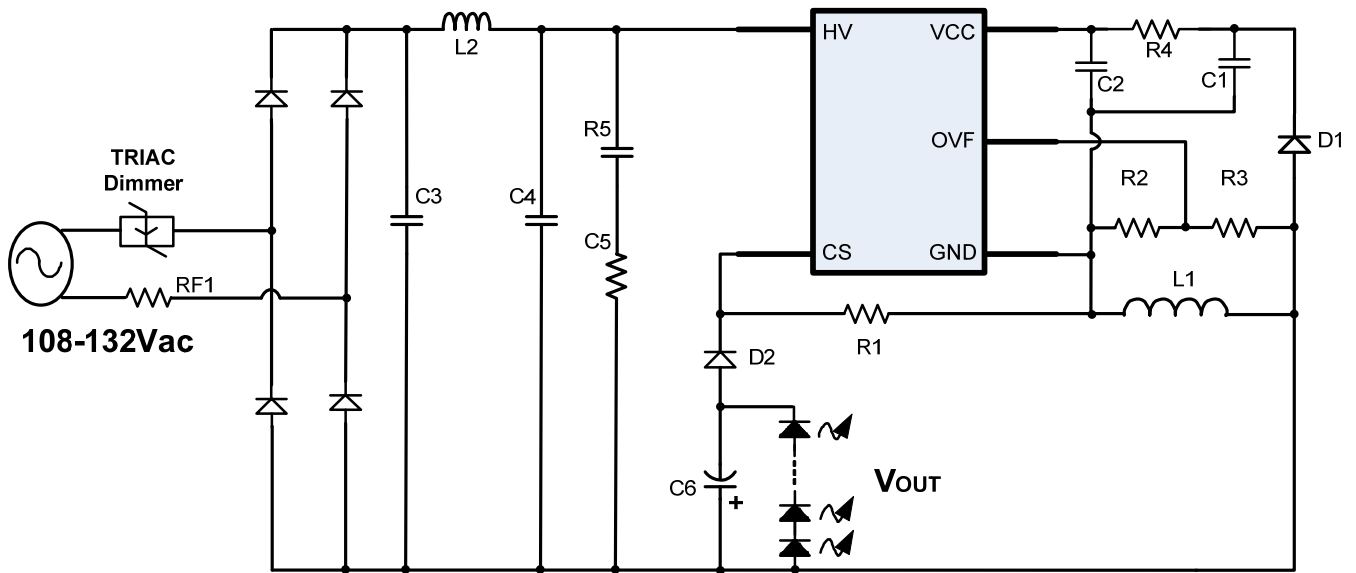 L2
HV
VCC
R4
C2
C1
R5
OVF
D1
TRIAC
Dimmer
R2
R3
C3
C4
C5
CS
GND
RF1
L1
108-132Vac
R1
D2
VOUT
C6
+